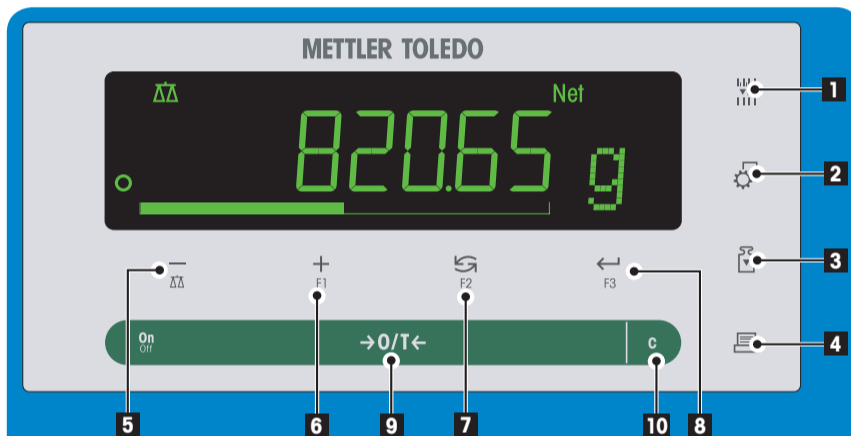 METTLER TOLEDO
Net
820.65 g
1
2
3
4
F1
F2
F3
On
Off
→0/T←
c
5
6
9
7
10
8